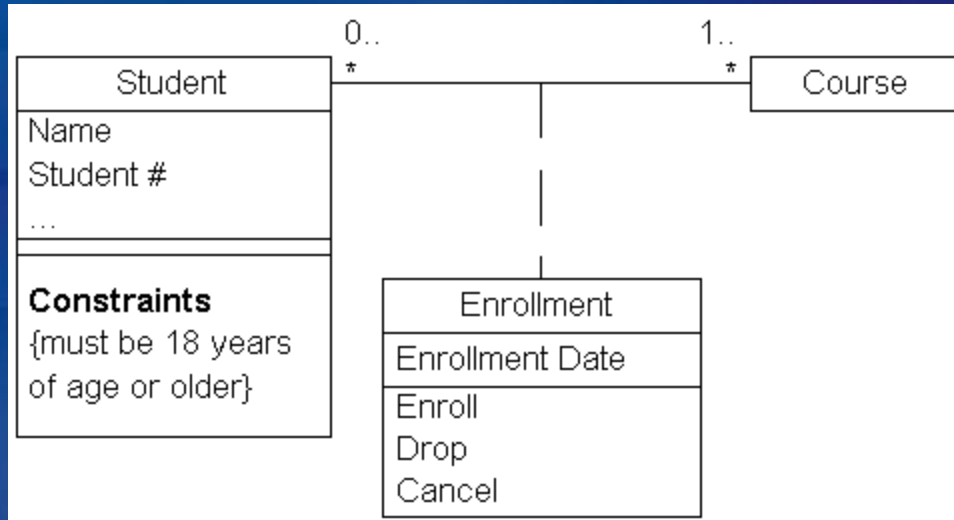 0.. 1..
* *
Student
Course
Name
Student #
...
Constraints
{must be 18 years
of age or older}
Enrollment
Enrollment Date
Enroll
Drop
Cancel